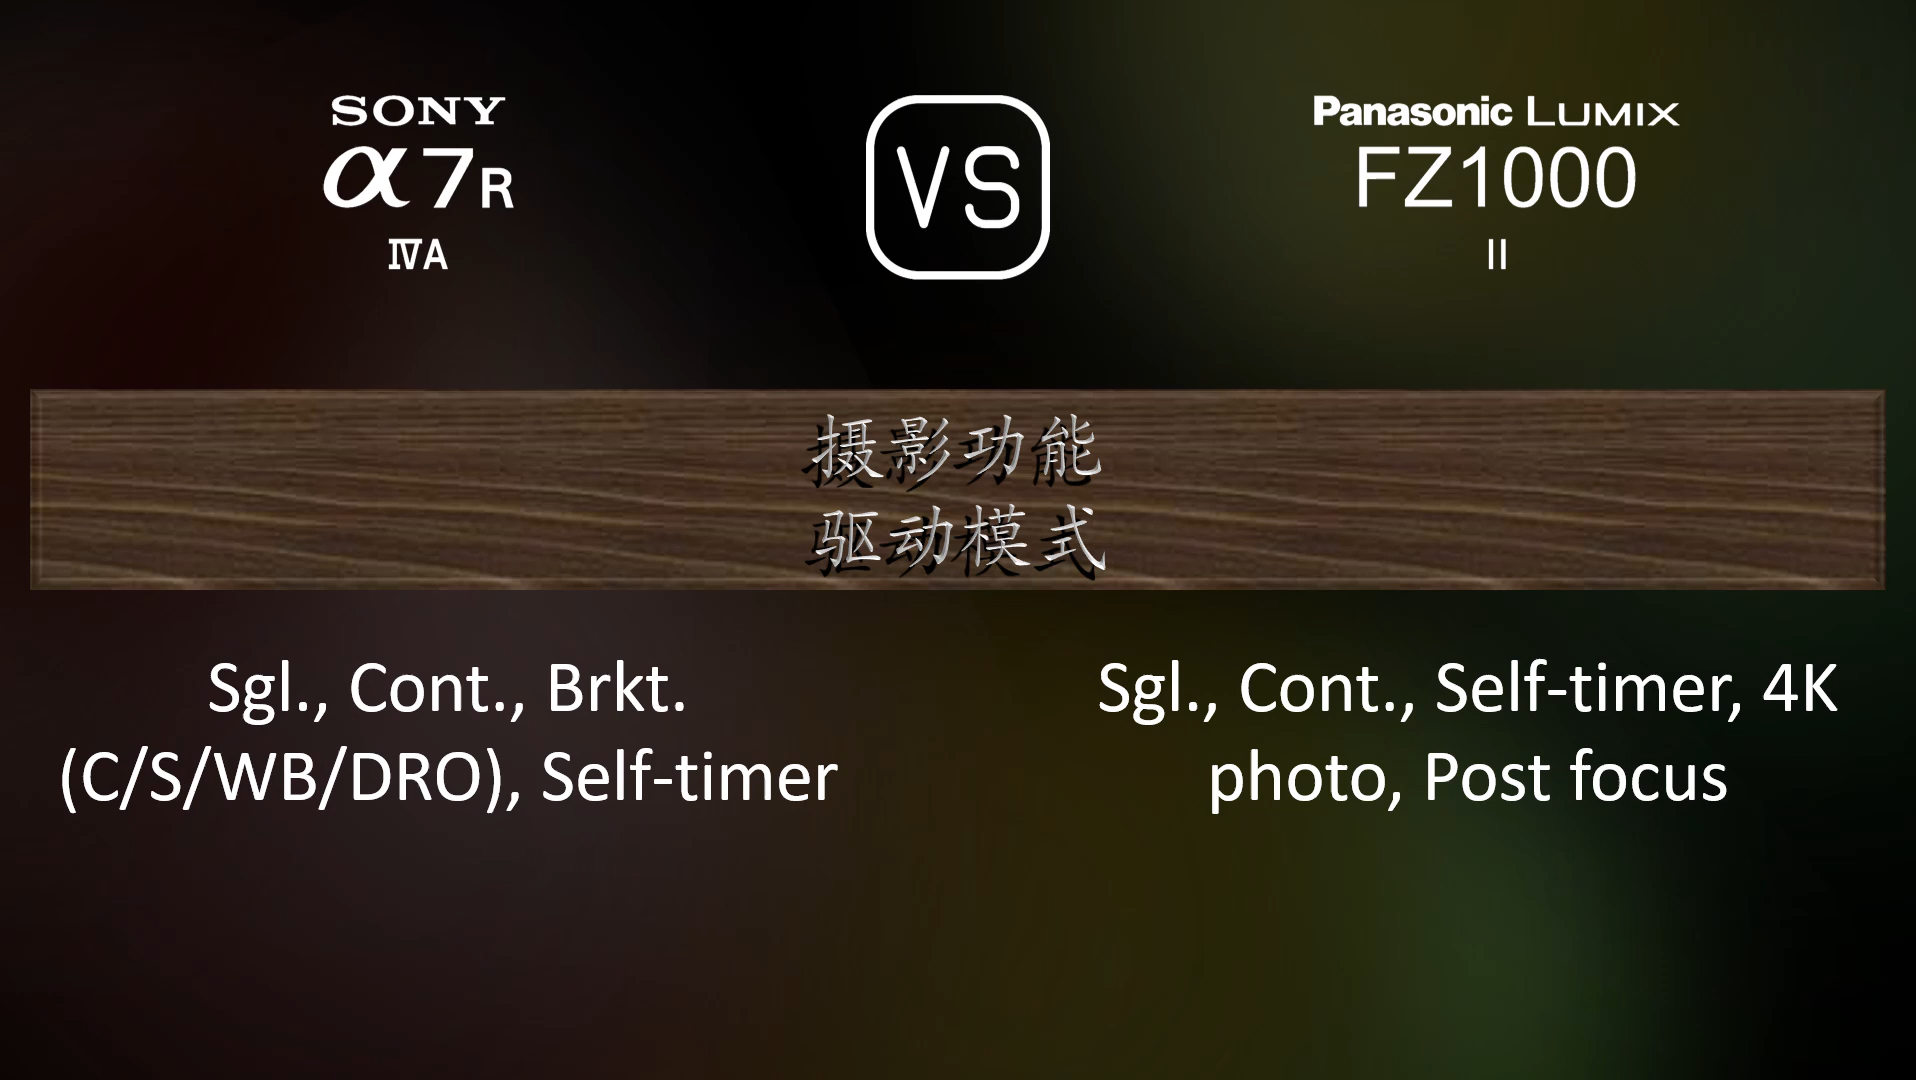 SONY
α7R
IVA
VS
Panasonic LUMIX
FZ1000
II
摄影功能
驱动模式
Sgl., Cont., Brkt.
(C/S/WB/DRO), Self-timer
Sgl., Cont., Self-timer, 4K
photo, Post focus